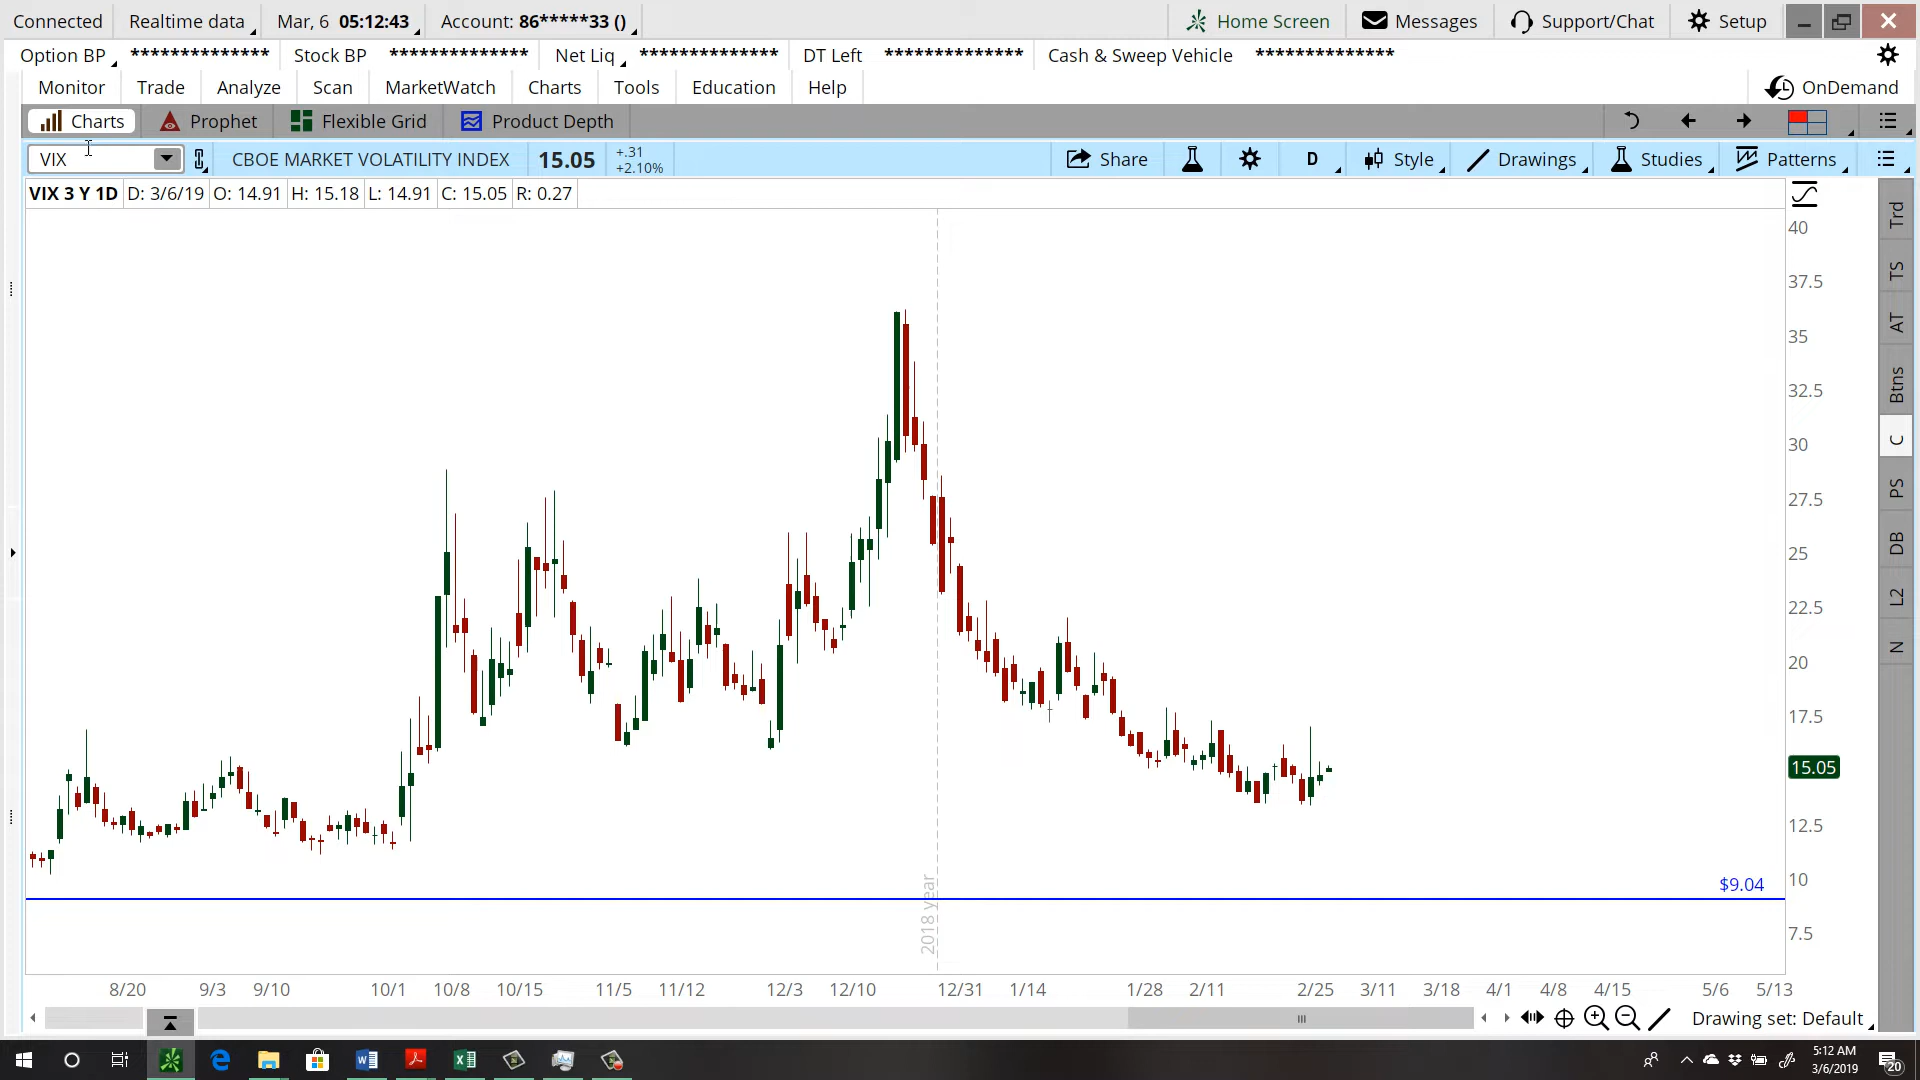 Connected Realtime data Mar, 6 05:12:43 Account: 86*****33 () Home Screen Messages Support/Chat Setup
Option BP ************** Stock BP ************** Net Liq ************** DT Left ************** Cash & Sweep Vehicle **************
Monitor Trade Analyze Scan MarketWatch Charts Tools Education Help OnDemand
Charts Prophet Flexible Grid Product Depth
VIX CBOE MARKET VOLATILITY INDEX 15.05 +.31 +2.10% Share D Style Drawings Studies Patterns
VIX 3 Y 1D D: 3/6/19 O: 14.91 H: 15.18 L: 14.91 C: 15.05 R: 0.27
40
37.5
35
32.5
30
27.5
25
22.5
20
17.5
15.05
12.5
10
$9.04
7.5
2018 year
8/20 9/3 9/10 10/1 10/8 10/15 11/5 11/12 12/3 12/10 12/31 1/14 1/28 2/11 2/25 3/11 3/18 4/1 4/8 4/15 5/6 5/13
Drawing set: Default
Trd
TS
AT
Btns
C
PS
DB
L2
N
5:12 AM
3/6/2019
20